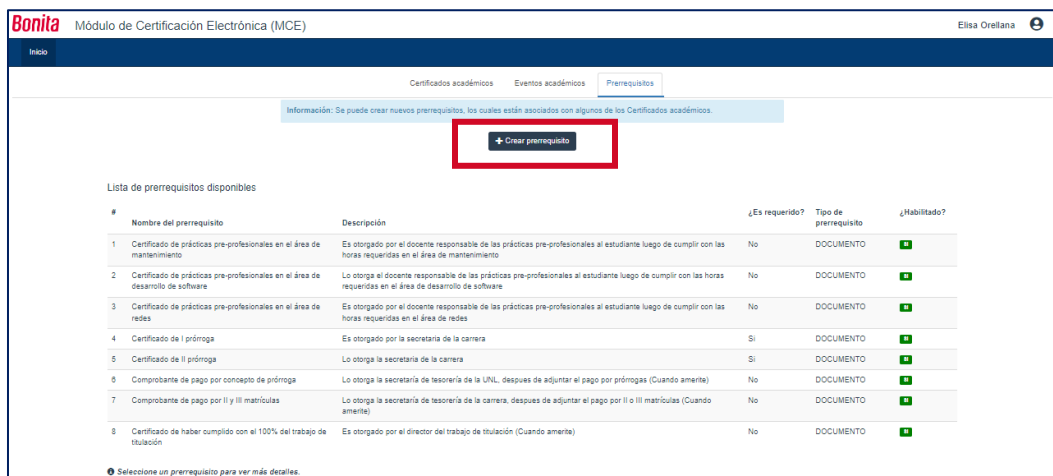 Bonita Módulo de Certificación Electrónica (MCE) Elisa Orellana
Inicio
Certificados académicos Eventos académicos Prerrequisitos
Información: Se puede crear nuevos prerrequisitos, los cuales están asociados con algunos de los Certificados académicos.
+ Crear prerrequisito
Lista de prerrequisitos disponibles
# Nombre del prerrequisito Descripción ¿Es requerido? Tipo de prerrequisito ¿Habilitado?
1 Certificado de prácticas pre-profesionales en el área de mantenimiento Es otorgado por el docente responsable de las prácticas pre-profesionales al estudiante luego de cumplir con las horas requeridas en el área de mantenimiento No DOCUMENTO
2 Certificado de prácticas pre-profesionales en el área de desarrollo de software Lo otorga el docente responsable de las prácticas pre-profesionales al estudiante luego de cumplir con las horas requeridas en el área de desarrollo de software No DOCUMENTO
3 Certificado de prácticas pre-profesionales en el área de redes Es otorgado por el docente responsable de las prácticas pre-profesionales al estudiante luego de cumplir con las horas requeridas en el área de redes No DOCUMENTO
4 Certificado de I prórroga Es otorgado por la secretaria de la carrera Si DOCUMENTO
5 Certificado de II prórroga Lo otorga la secretaria de la carrera Si DOCUMENTO
6 Comprobante de pago por concepto de prórroga Lo otorga la secretaría de tesorería de la UNL, despues de adjuntar el pago por prórrogas (Cuando amerite) No DOCUMENTO
7 Comprobante de pago por II y III matrículas Lo otorga la secretaría de tesorería de la carrera, despues de adjuntar el pago por II o III matrículas (Cuando amerite) No DOCUMENTO
8 Certificado de haber cumplido con el 100% del trabajo de titulación Es otorgado por el director del trabajo de titulación (Cuando amerite) No DOCUMENTO
Seleccione un prerrequisito para ver más detalles.